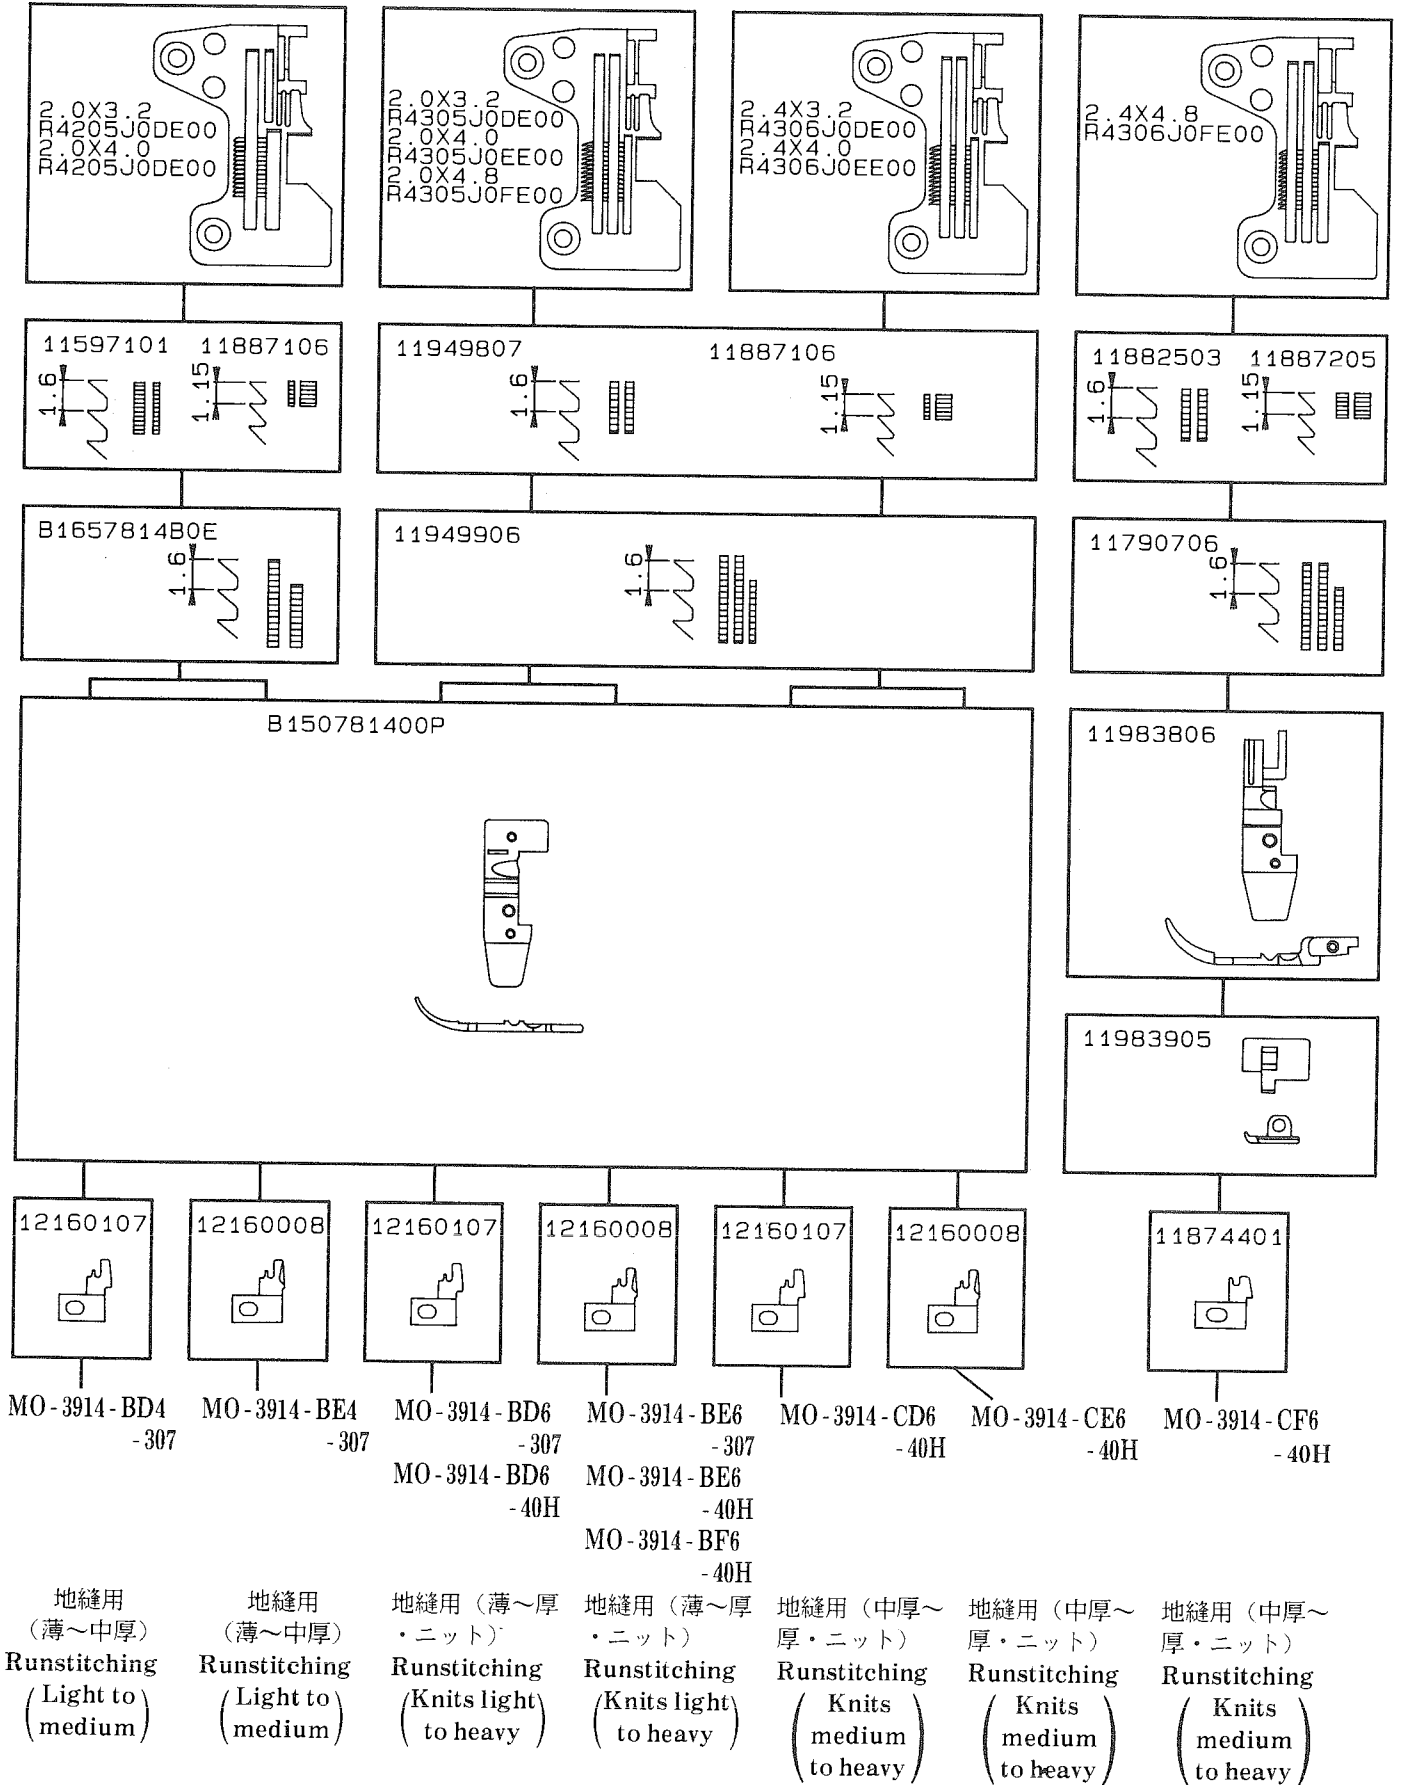 2.0X3.2
R4205J0DE00
2.0X4.0
R4205J0DE00
2.0X3.2
R4305J0DE00
2.0X4.0
R4305J0EE00
2.0X4.8
R4305J0FE00
2.4X3.2
R4306J0DE00
2.4X4.0
R4306J0EE00
2.4X4.8
R4306J0FE00
11597101 11887106
1.6 1.15
11949807 11887106
1.6 1.15
11882503 11887205
1.6 1.15
B1657814B0E
1.6
11949906
1.6
11790706
1.6
B150781400P
11983806
11983905
12160107
12160008
12160107
12160008
12160107
12160008
11874401
MO-3914-BD4
-307
MO-3914-BE4
-307
MO-3914-BD6
-307
MO-3914-BD6
-40H
MO-3914-BE6
-307
MO-3914-BE6
-40H
MO-3914-BF6
-40H
MO-3914-CD6
-40H
MO-3914-CE6
-40H
MO-3914-CF6
-40H
地縫用
（薄～中厚）
Runstitching
(Light to
medium)
地縫用
（薄～中厚）
Runstitching
(Light to
medium)
地縫用（薄～厚
・ニット）
Runstitching
(Knits light
to heavy)
地縫用（薄～厚
・ニット）
Runstitching
(Knits light
to heavy)
地縫用（中厚～
厚・ニット）
Runstitching
(Knits
medium
to heavy)
地縫用（中厚～
厚・ニット）
Runstitching
(Knits
medium
to heavy)
地縫用（中厚～
厚・ニット）
Runstitching
(Knits
medium
to heavy)